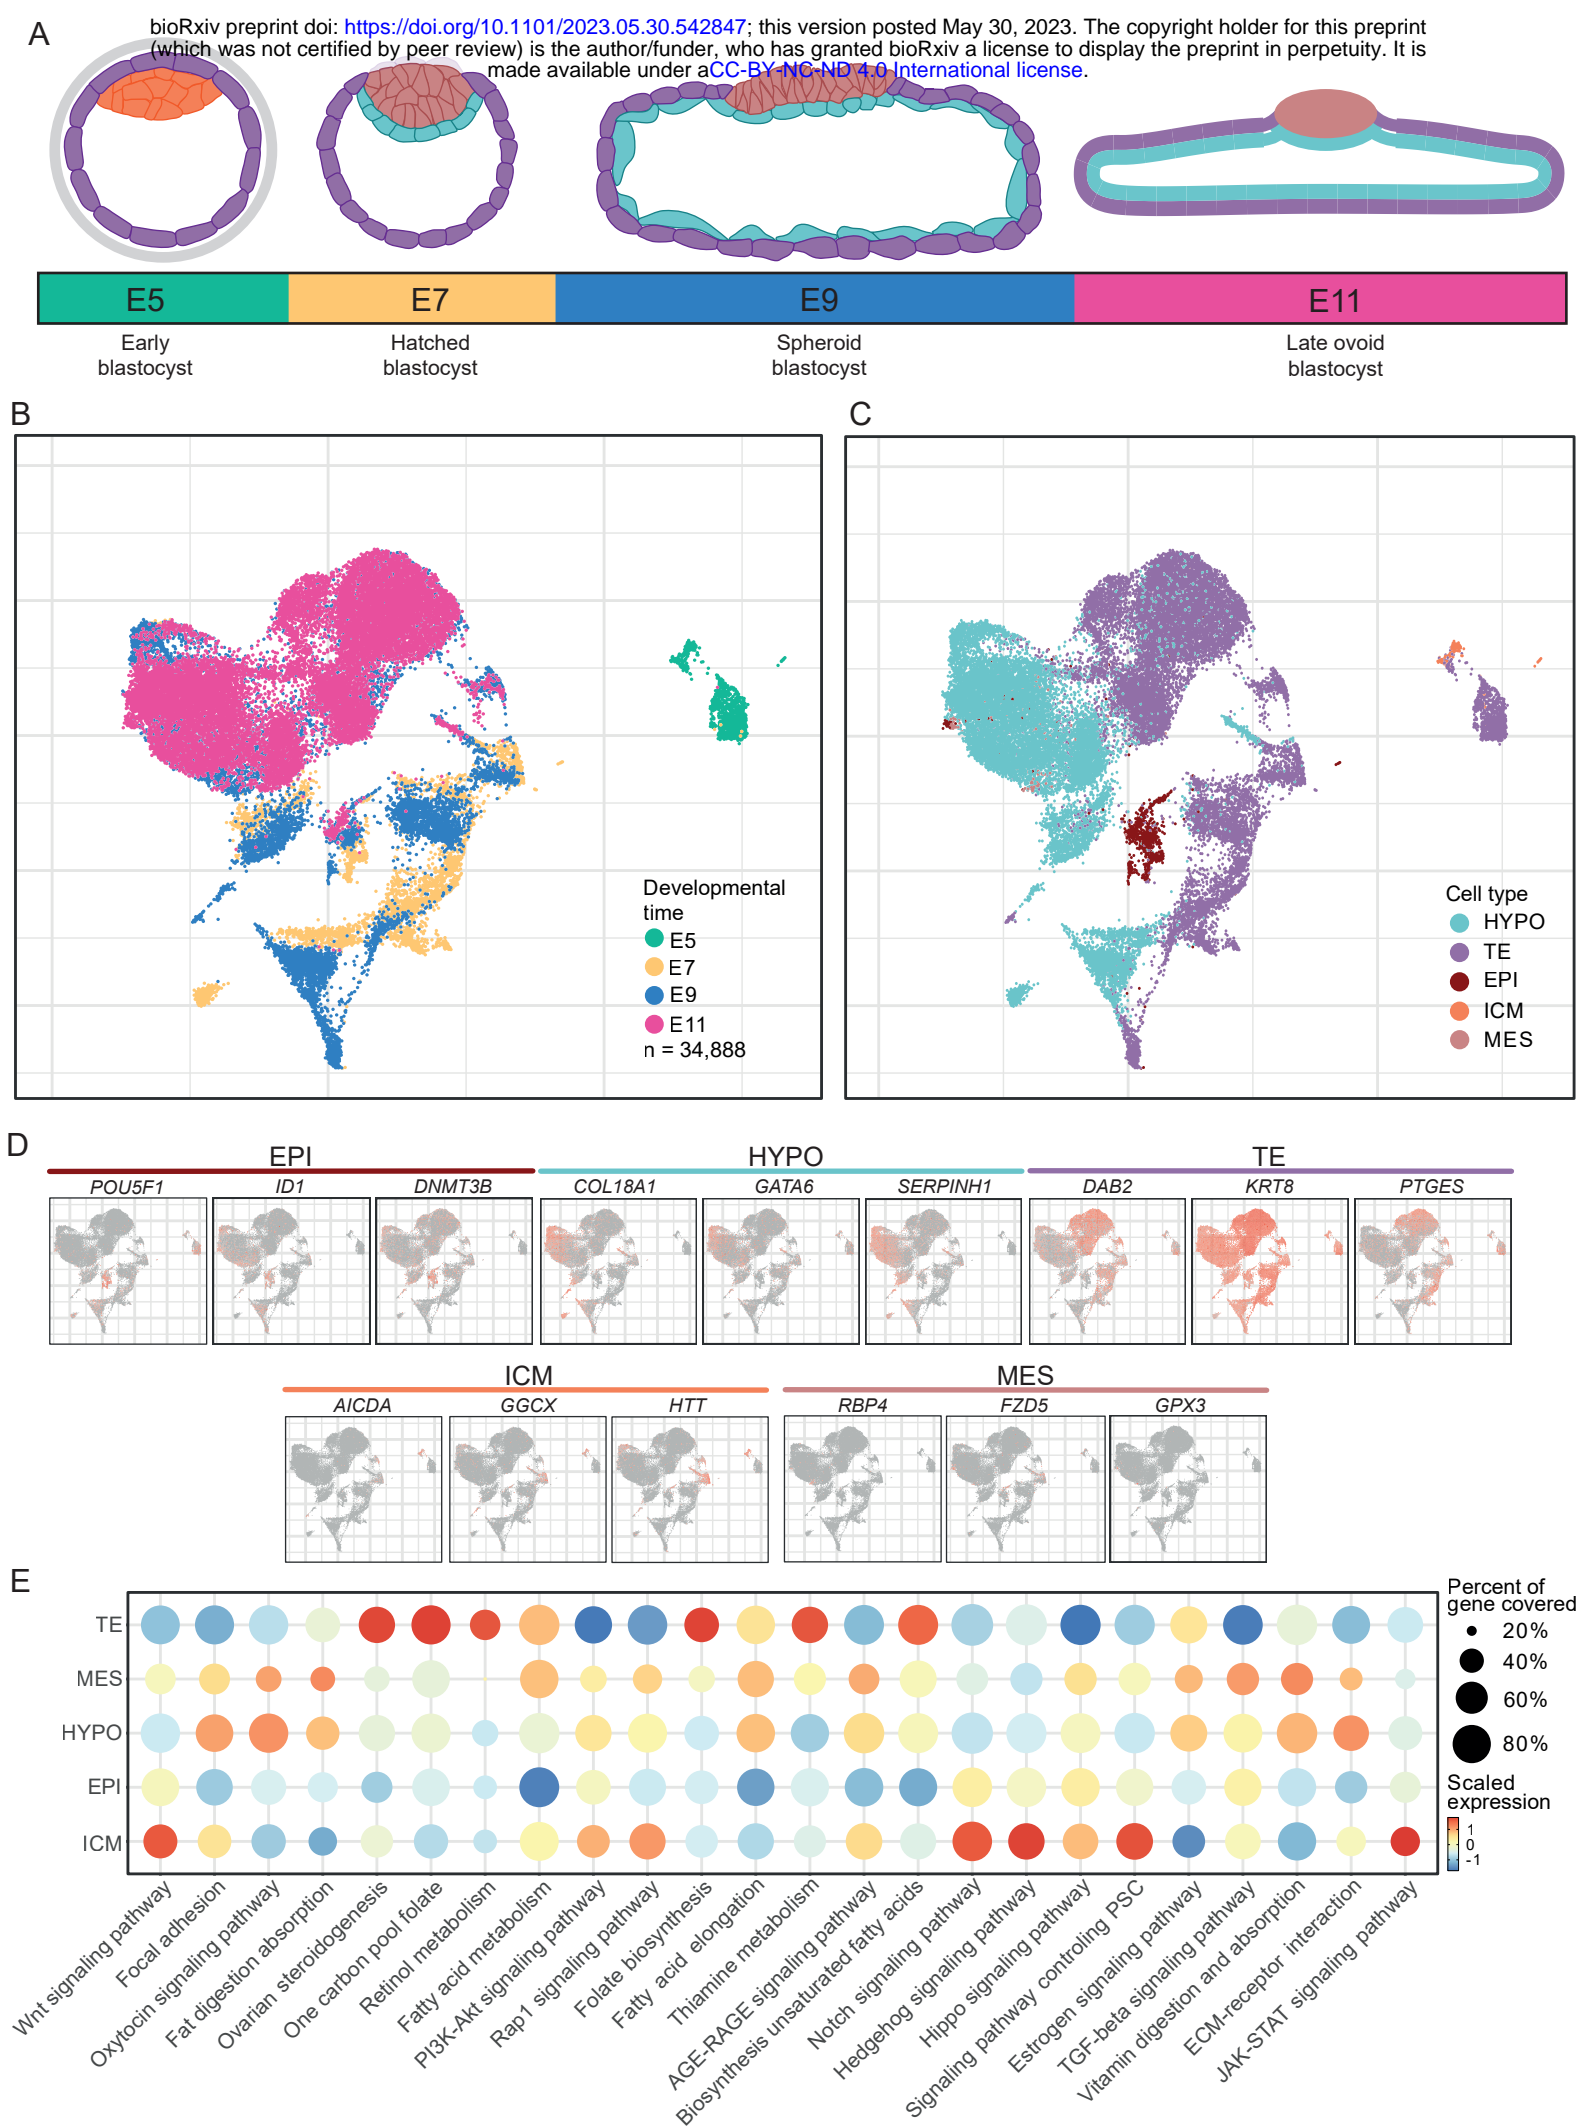 A
bioRxiv preprint doi: https://doi.org/10.1101/2023.05.30.542847; this version posted May 30, 2023. The copyright holder for this preprint
(which was not certified by peer review) is the author/funder, who has granted bioRxiv a license to display the preprint in perpetuity. It is
made available under aCC-BY-NC-ND 4.0 International license.
E5
E7
E9
E11
Early
blastocyst
Hatched
blastocyst
Spheroid
blastocyst
Late ovoid
blastocyst
B
Developmental
time
E5
E7
E9
E11
n = 34,888
C
Cell type
HYPO
TE
EPI
ICM
MES
D
EPI
HYPO
TE
POU5F1
ID1
DNMT3B
COL18A1
GATA6
SERPINH1
DAB2
KRT8
PTGES
ICM
MES
AICDA
GGCX
HTT
RBP4
FZD5
GPX3
E
TE
MES
HYPO
EPI
ICM
Percent of
gene covered
20%
40%
60%
80%
Scaled
expression
1
0
-1
Wnt signaling pathway
Focal adhesion
Oxytocin signaling pathway
Fat digestion absorption
Ovarian steroidogenesis
One carbon pool folate
Retinol metabolism
Fatty acid metabolism
PI3K-Akt signaling pathway
Rap1 signaling pathway
Folate biosynthesis
Fatty acid elongation
Thiamine metabolism
AGE-RAGE signaling pathway
Biosynthesis unsaturated fatty acids
Notch signaling pathway
Hedgehog signaling pathway
Hippo signaling pathway
Signaling pathway controling PSC
Estrogen signaling pathway
TGF-beta signaling pathway
Vitamin digestion and absorption
ECM-receptor interaction
JAK-STAT signaling pathway